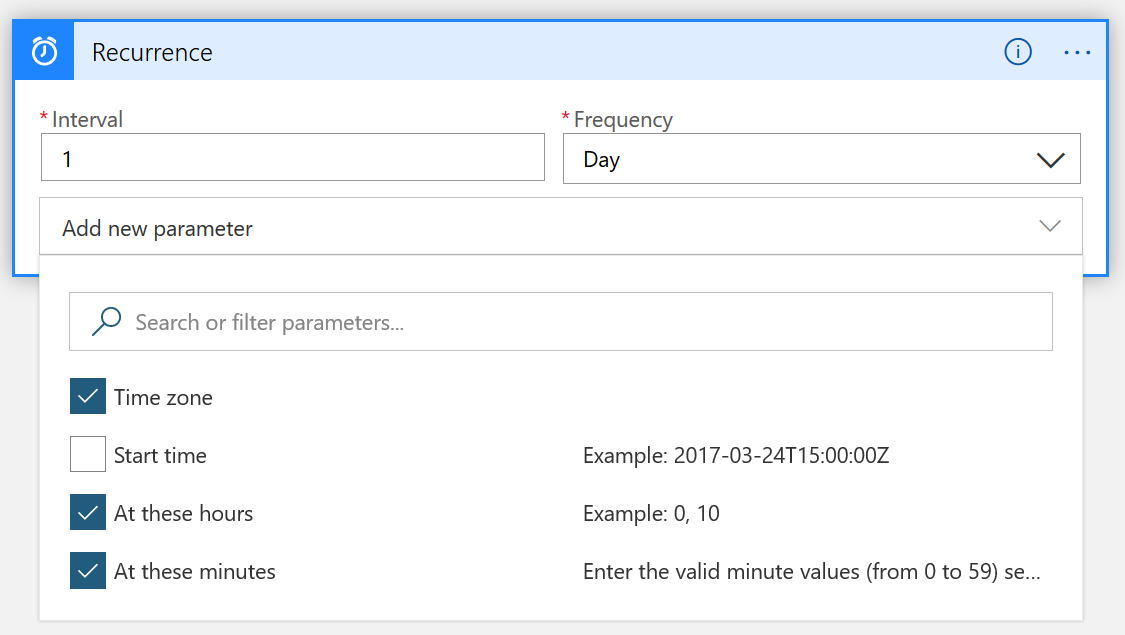 Recurrence
* Interval
* Frequency
1
Day
Add new parameter
Search or filter parameters...
Time zone
Start time Example: 2017-03-24T15:00:00Z
At these hours Example: 0, 10
At these minutes Enter the valid minute values (from 0 to 59) se...